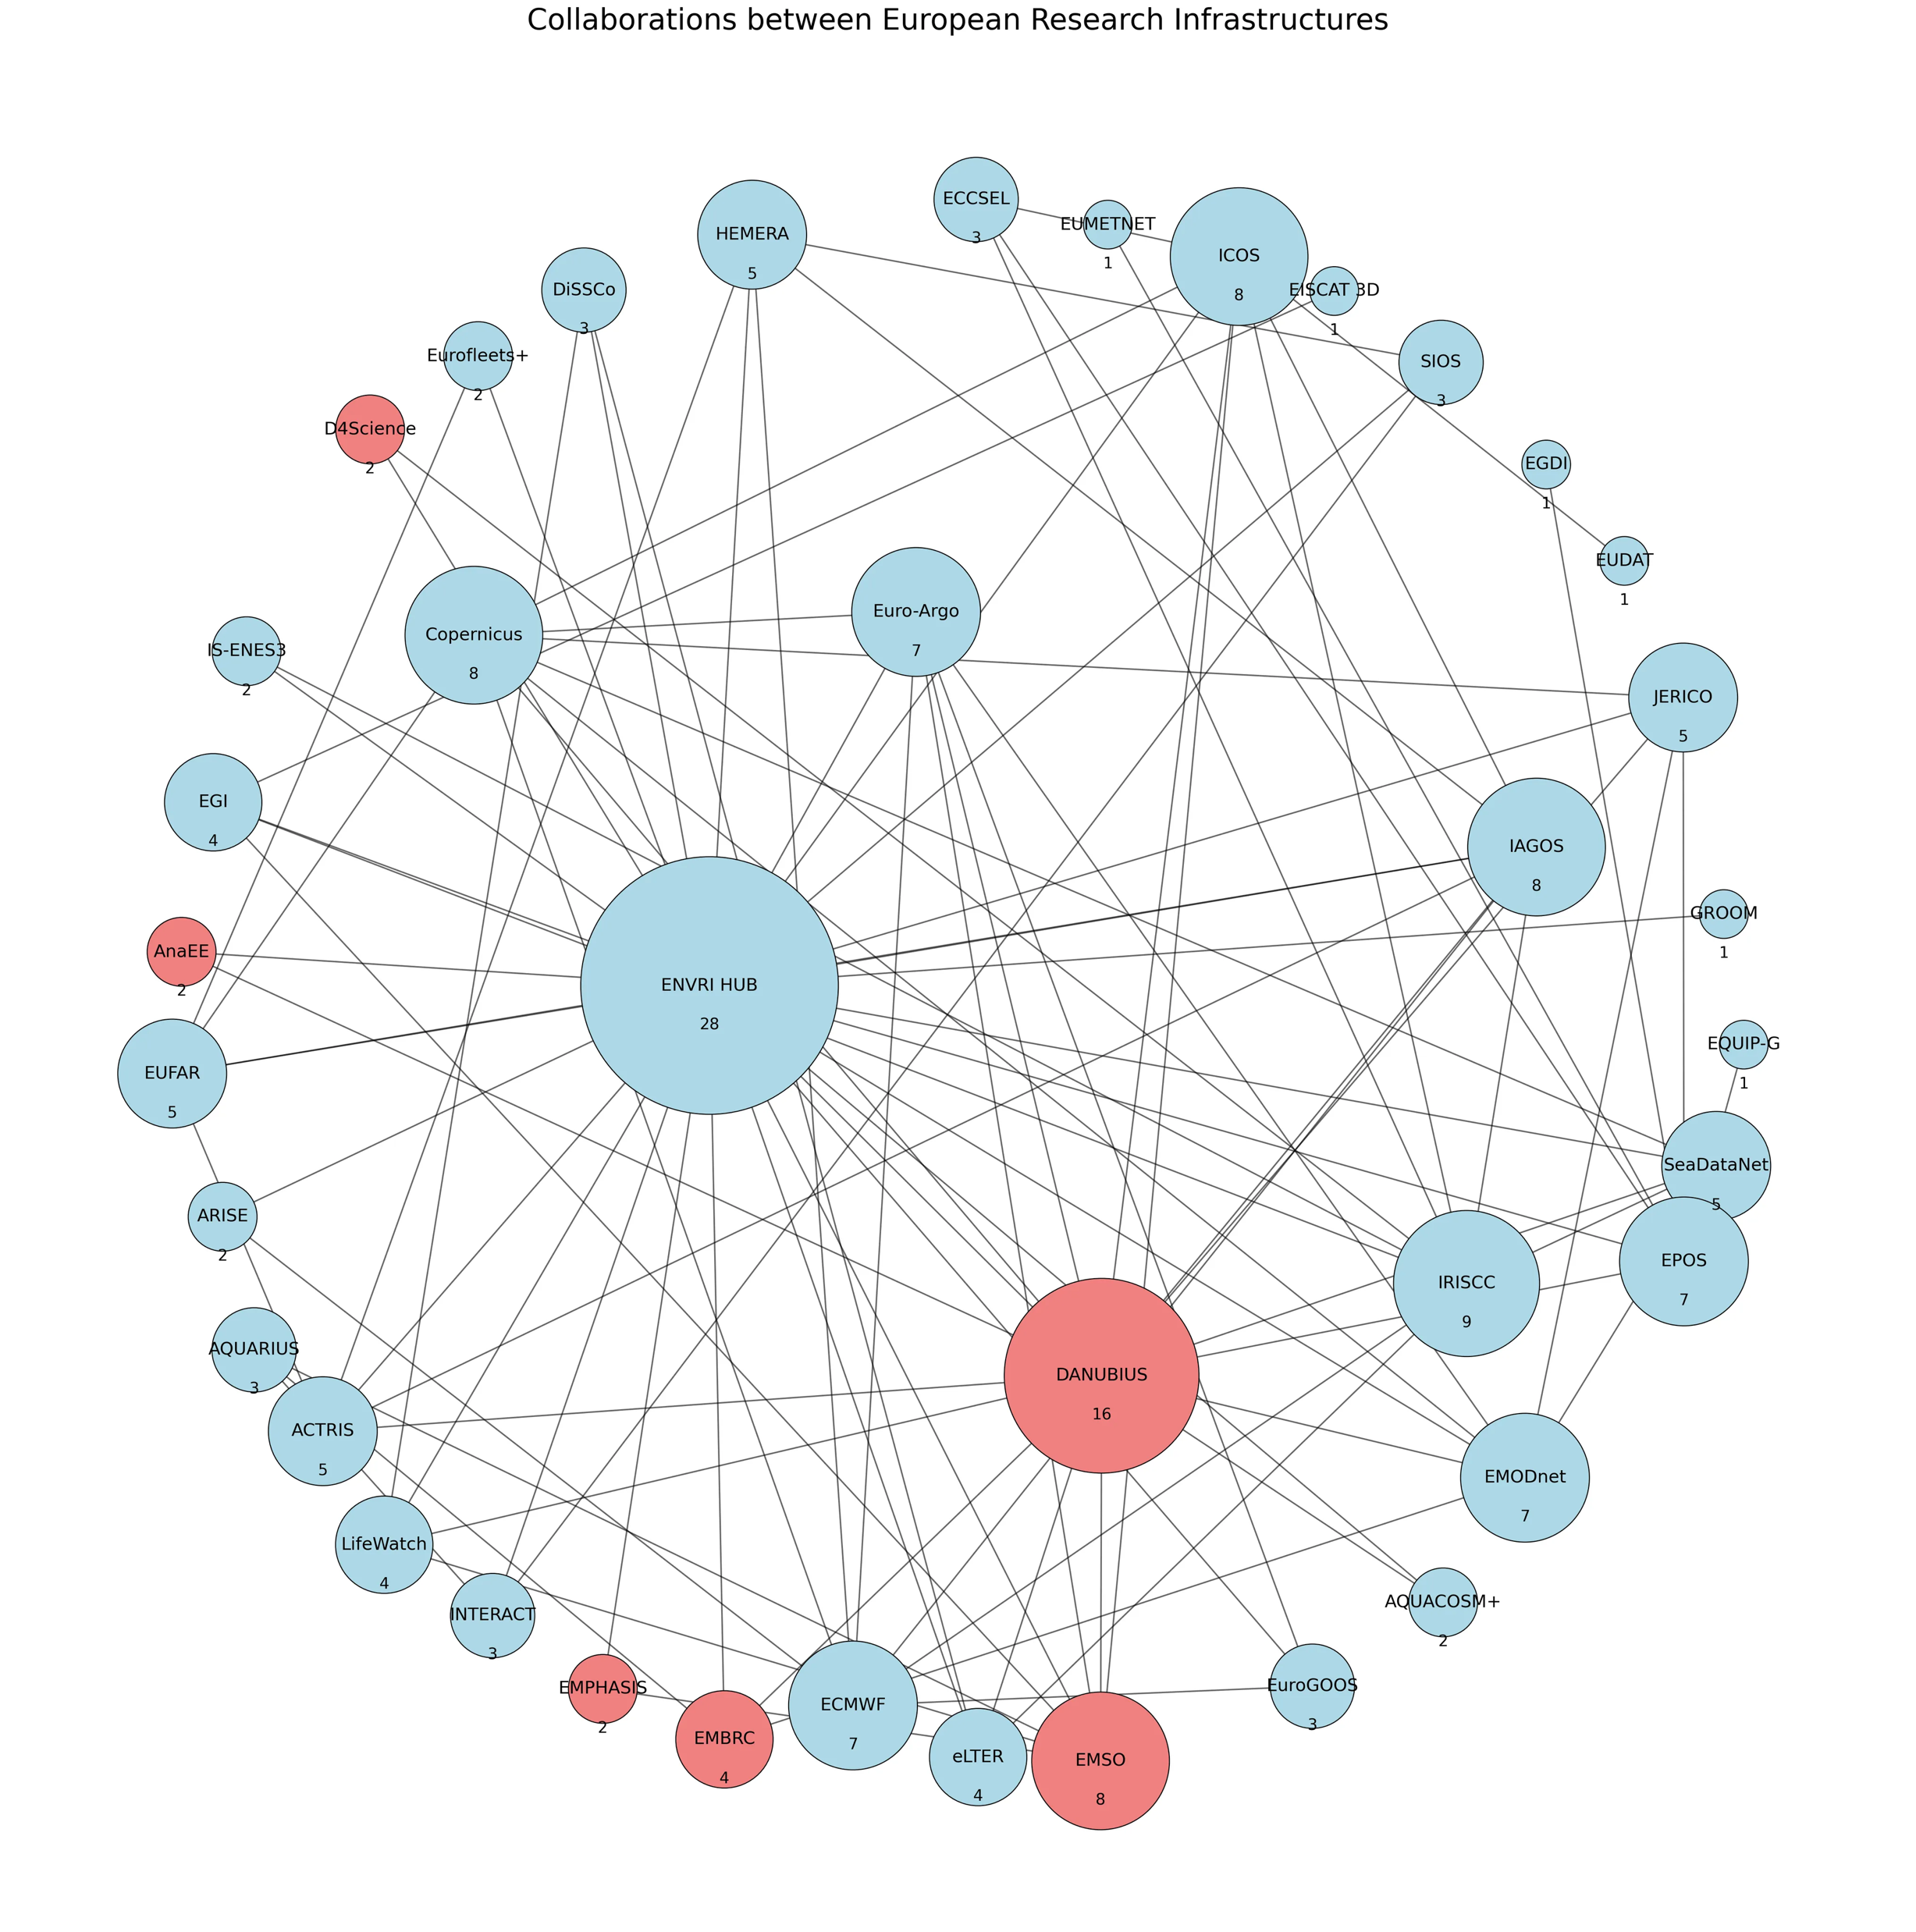 Collaborations between European Research Infrastructures
ECCSEL
3
EUMETNET
1
HEMERA
5
ICOS
8
DiSSCo
3
EISCAT 3D
1
Eurofleets+
2
SIOS
3
D4Science
2
EGDI
1
EUDAT
1
Euro-Argo
7
Copernicus
8
IS-ENES3
2
JERICO
5
EGI
4
IAGOS
8
GROOM
1
AnaEE
2
ENVRI HUB
28
EQUIP-G
1
EUFAR
5
SeaDataNet
5
ARISE
2
EPOS
7
IRISCC
9
AQUARIUS
3
DANUBIUS
16
ACTRIS
5
EMODnet
7
LifeWatch
4
AQUACOSM+
2
INTERACT
3
EuroGOOS
3
EMPHASIS
2
ECMWF
7
EMBRC
4
eLTER
4
EMSO
8